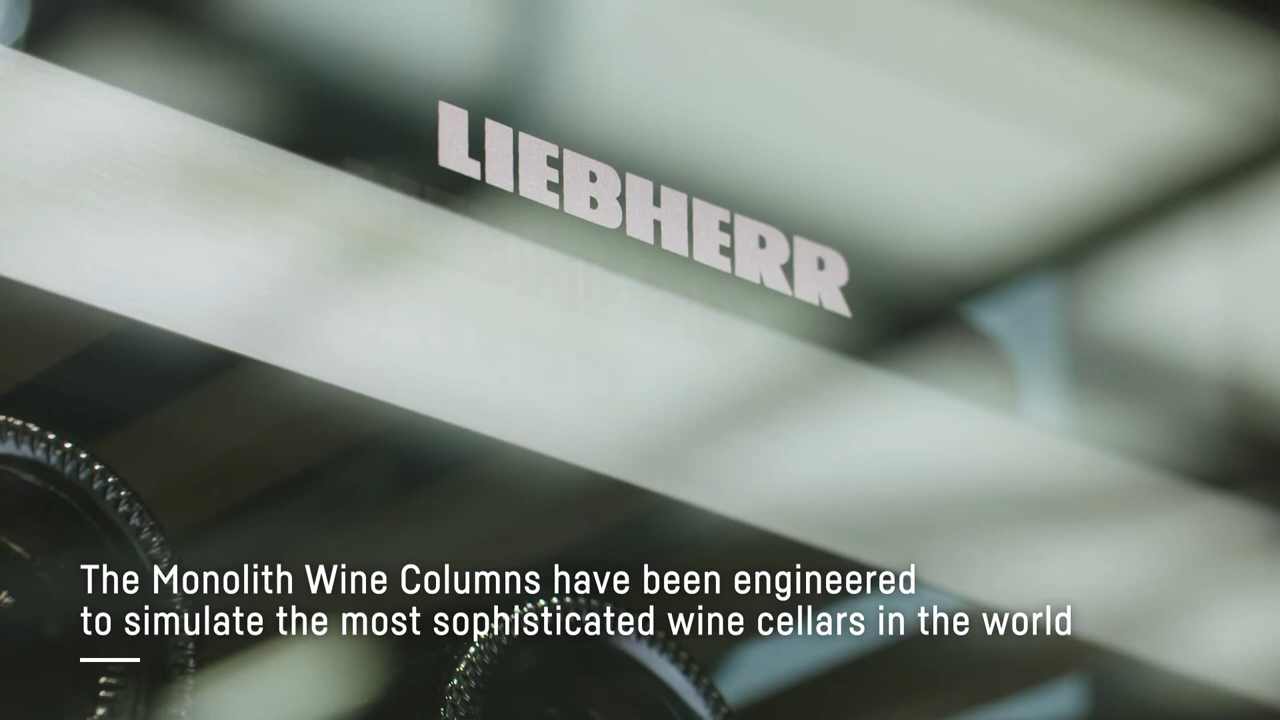 LIEBHERR
The Monolith Wine Columns have been engineered
to simulate the most sophisticated wine cellars in the world